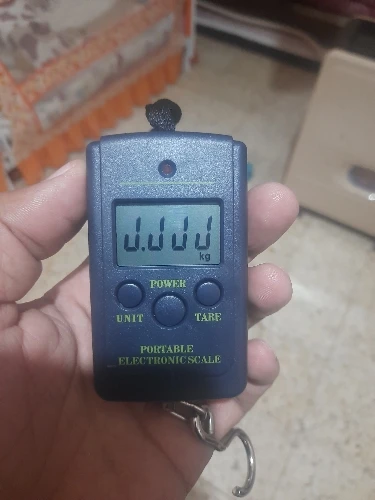 kg
POWER
UNIT TARE
PORTABLE
ELECTRONIC SCALE